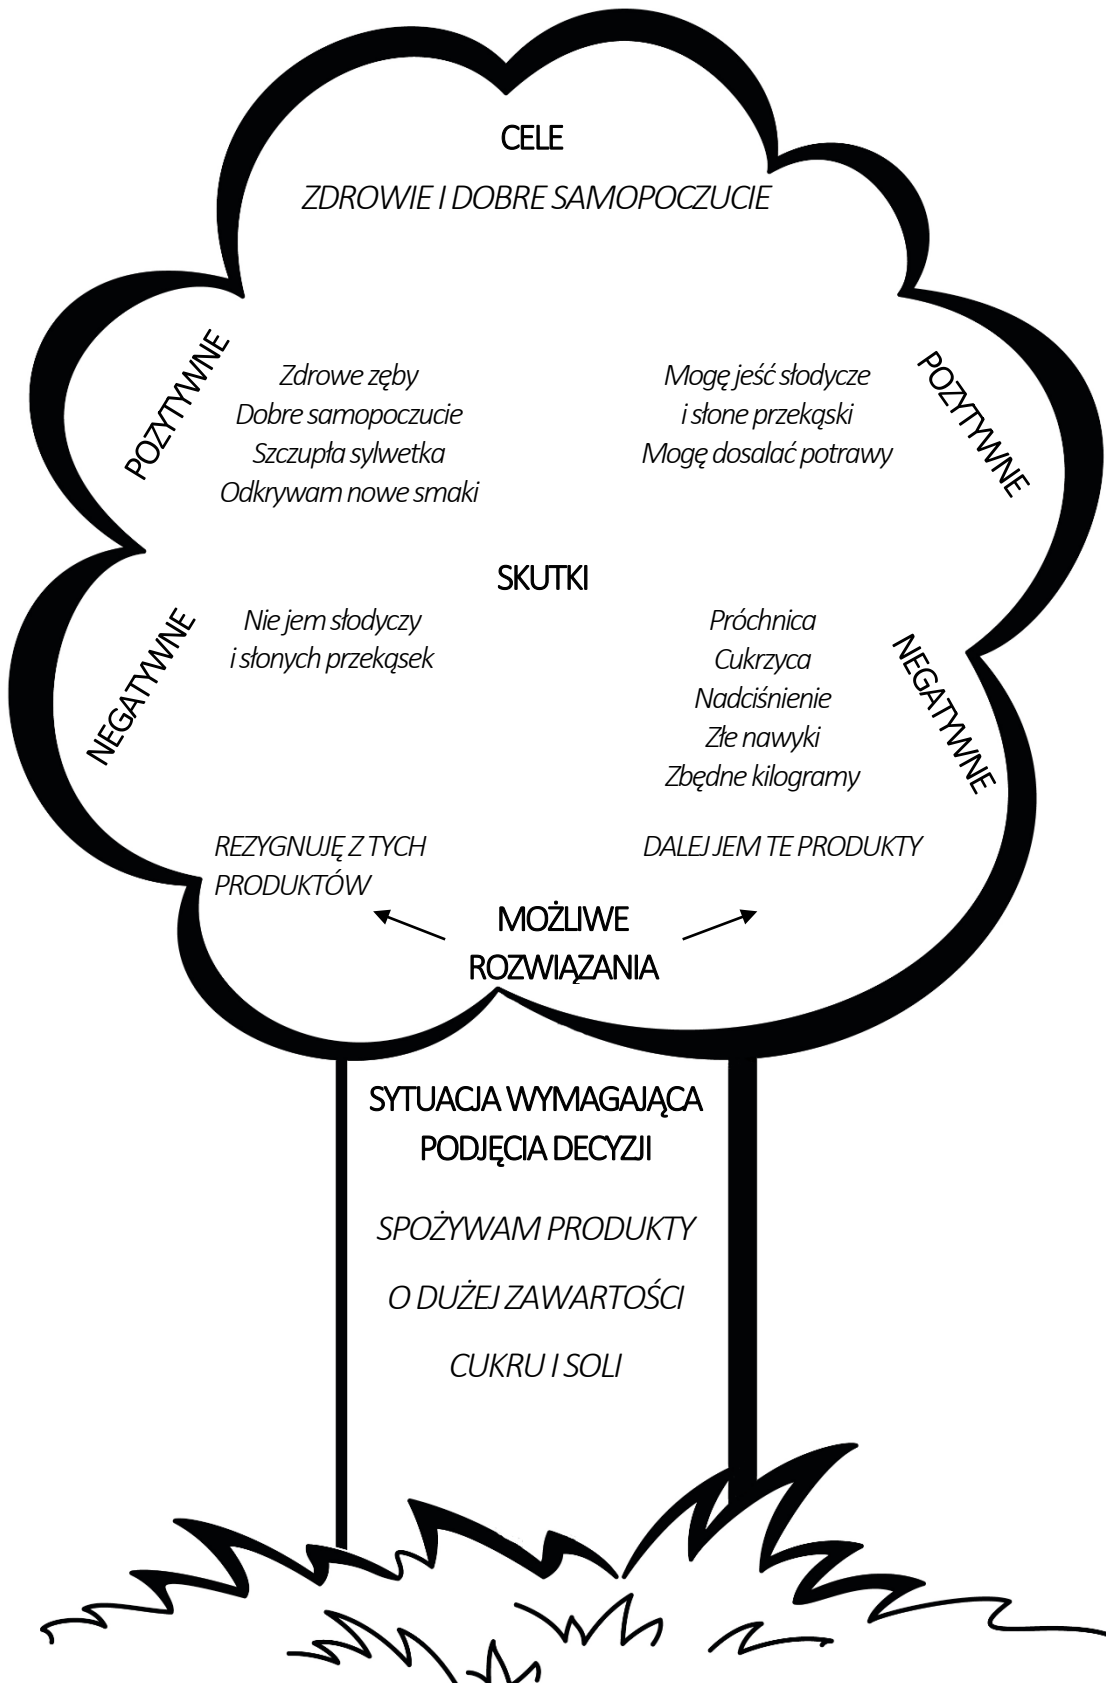 CELE
ZDROWIE I DOBRE SAMOPOCZUCIE
POZYTYWNE
Zdrowe zęby
Dobre samopoczucie
Szczupła sylwetka
Odkrywam nowe smaki
Mogę jeść słodycze
i słone przekąski
Mogę dosalać potrawy
POZYTYWNE
SKUTKI
NEGATYWNE
Nie jem słodyczy
i słonych przekąsek
Próchnica
Cukrzyca
Nadciśnienie
Złe nawyki
Zbędne kilogramy
NEGATYWNE
REZYGNUJĘ Z TYCH
PRODUKTÓW
DALEJ JEM TE PRODUKTY
MOŻLIWE
ROZWIĄZANIA
SYTUACJA WYMAGAJĄCA
PODJĘCIA DECYZJI
SPOŻYWAM PRODUKTY
O DUŻEJ ZAWARTOŚCI
CUKRU I SOLI